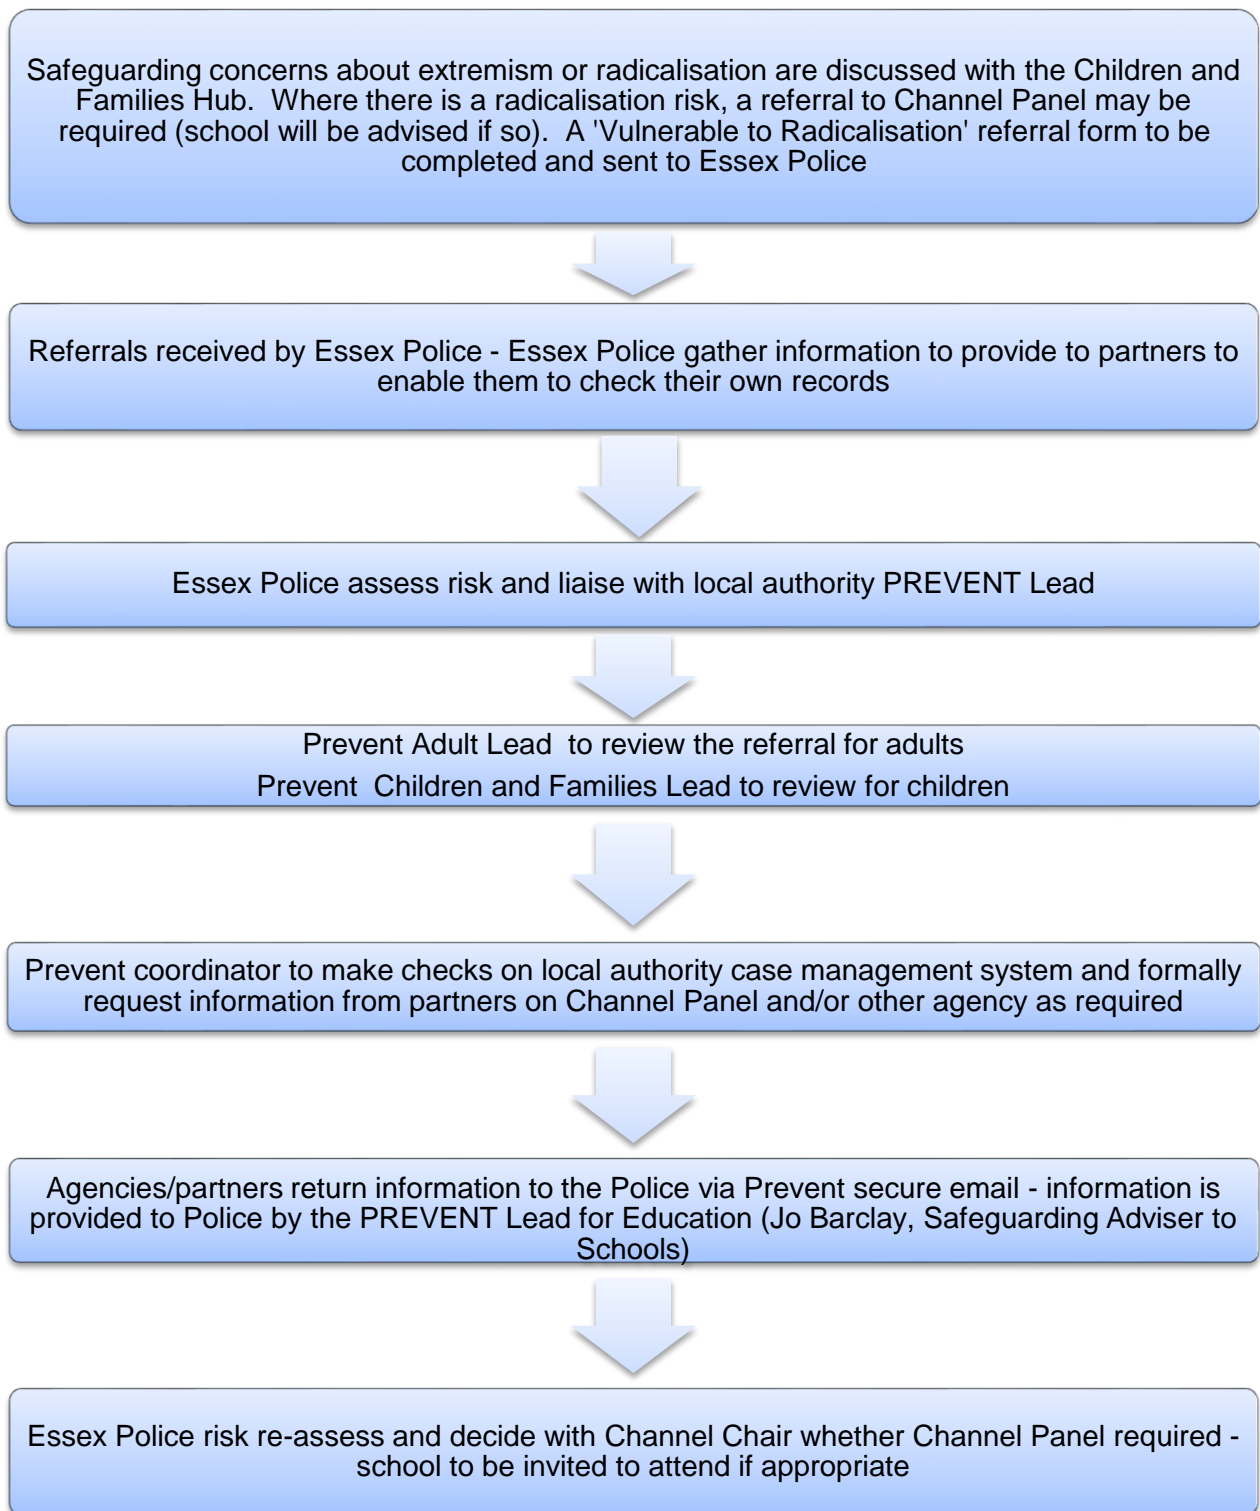 Safeguarding concerns about extremism or radicalisation are discussed with the Children and
Families Hub.  Where there is a radicalisation risk, a referral to Channel Panel may be
required (school will be advised if so).  A 'Vulnerable to Radicalisation' referral form to be
completed and sent to Essex Police
Referrals received by Essex Police - Essex Police gather information to provide to partners to
enable them to check their own records
Essex Police assess risk and liaise with local authority PREVENT Lead
Prevent Adult Lead  to review the referral for adults
Prevent  Children and Families Lead to review for children
Prevent coordinator to make checks on local authority case management system and formally
request information from partners on Channel Panel and/or other agency as required
Agencies/partners return information to the Police via Prevent secure email - information is
provided to Police by the PREVENT Lead for Education (Jo Barclay, Safeguarding Adviser to
Schools)
Essex Police risk re-assess and decide with Channel Chair whether Channel Panel required -
school to be invited to attend if appropriate